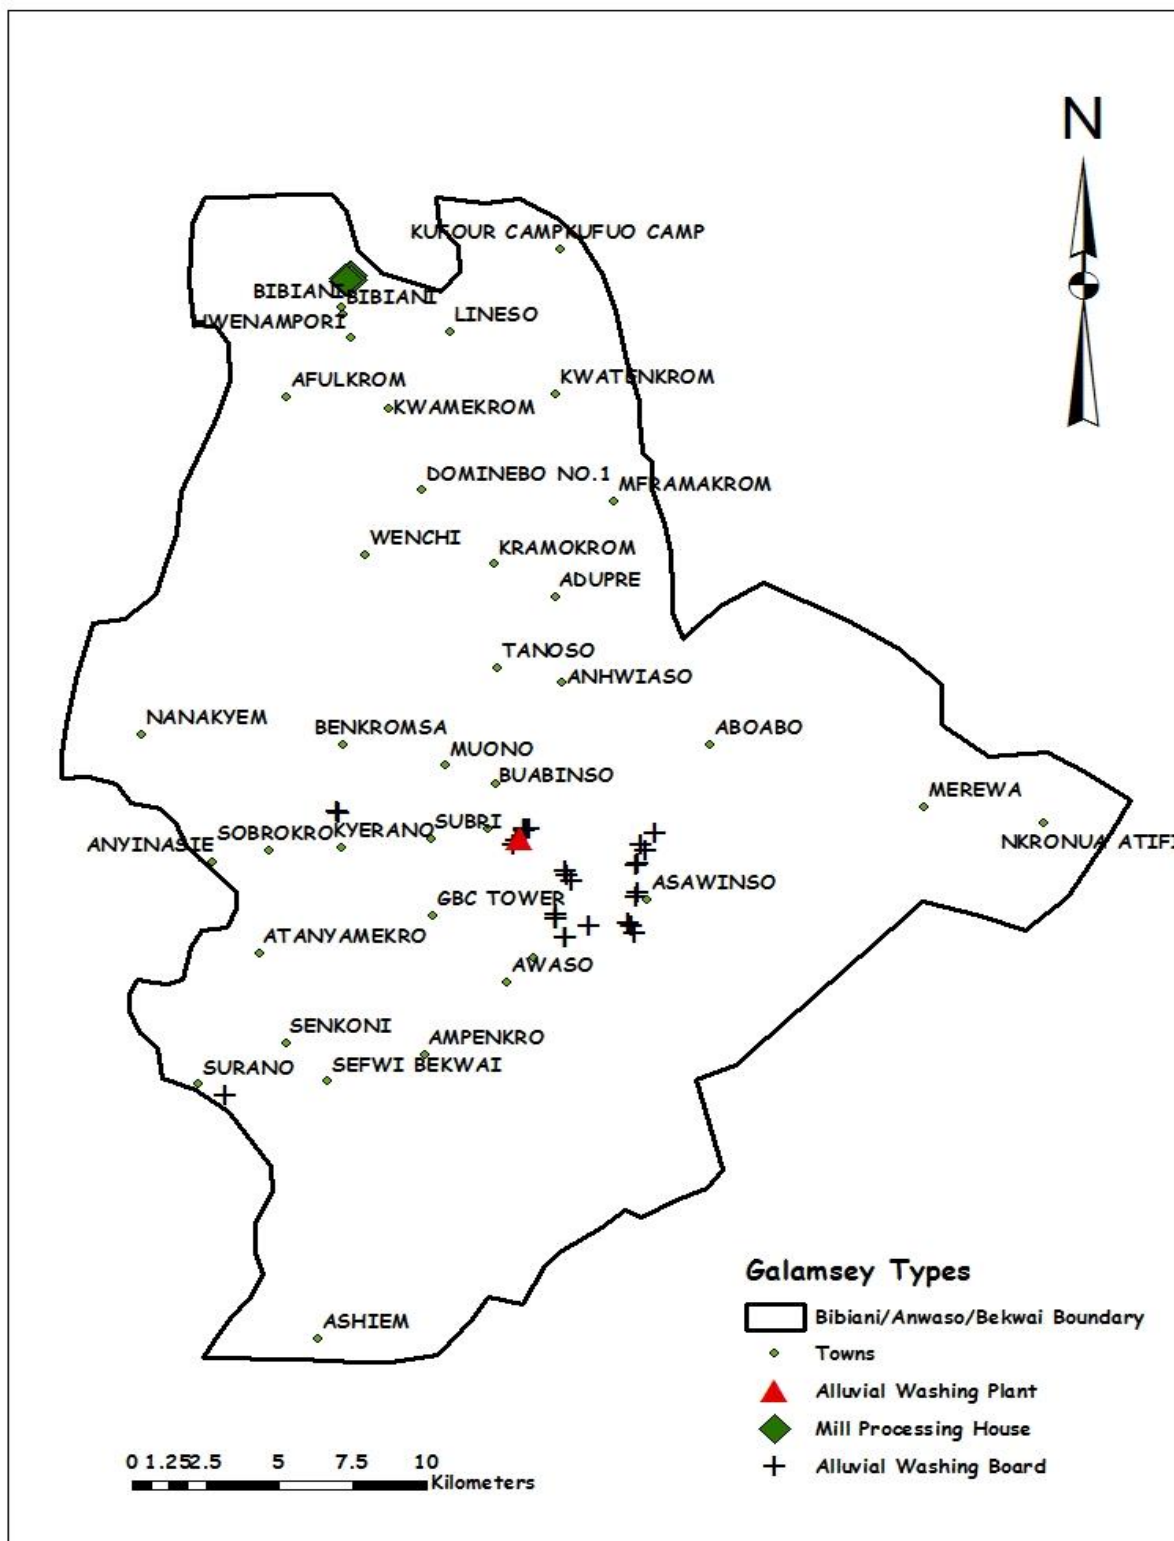 N
KUFOUR CAMPKUFUO CAMP
BIBIANI
BIBIANI
LINESO
WENAMPORI
AFULKROM
KWATENKROM
KWAMEKROM
DOMINEBO NO.1
MFRAMAKROM
WENCHI
KRAMOKROM
ADUPRE
TANOSO
ANHWIASO
NANAKYEM
BENKROMSA
ABOABO
MUONO
BUABINSO
MEREWA
SUBRI
SOBROKRO
KYERANO
ANYINASIE
NKRONUA ATIFI
ASAWINSO
GBC TOWER
ATANYAMEKRO
AWASO
SENKONI
AMPENKRO
SURANO
SEFWI BEKWAI
Galamsey Types
Bibiani/Anwaso/Bekwai Boundary
ASHIEM
Towns
Alluvial Washing Plant
Mill Processing House
Alluvial Washing Board
0 1.25 2.5 5 7.5 10
Kilometers